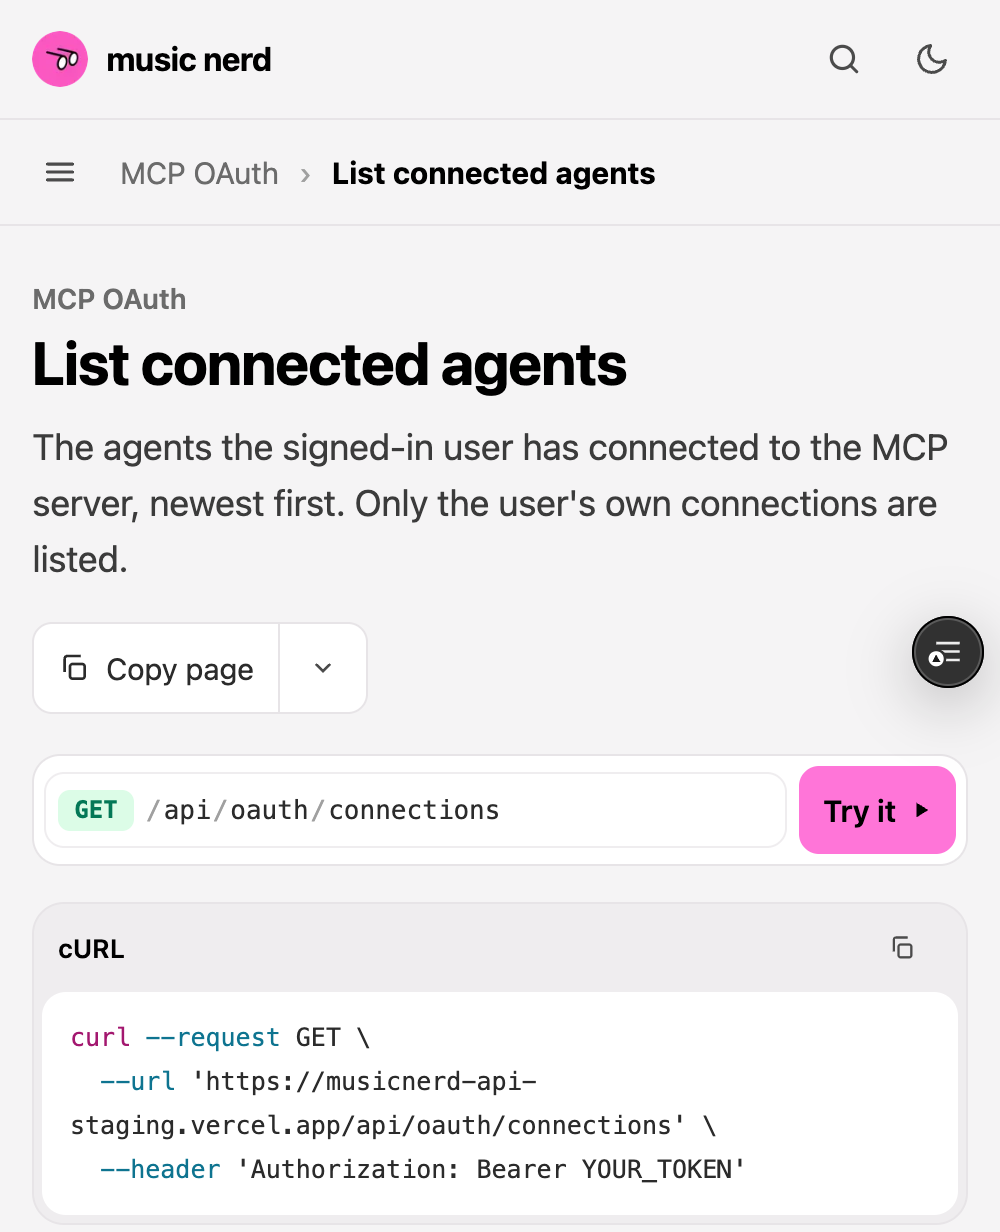 music nerd
MCP OAuth › List connected agents
MCP OAuth
List connected agents
The agents the signed-in user has connected to the MCP
server, newest first. Only the user's own connections are
listed.
Copy page
GET /api/oauth/connections
Try it
cURL
curl --request GET \
  --url 'https://musicnerd-api-
staging.vercel.app/api/oauth/connections' \
  --header 'Authorization: Bearer YOUR_TOKEN'